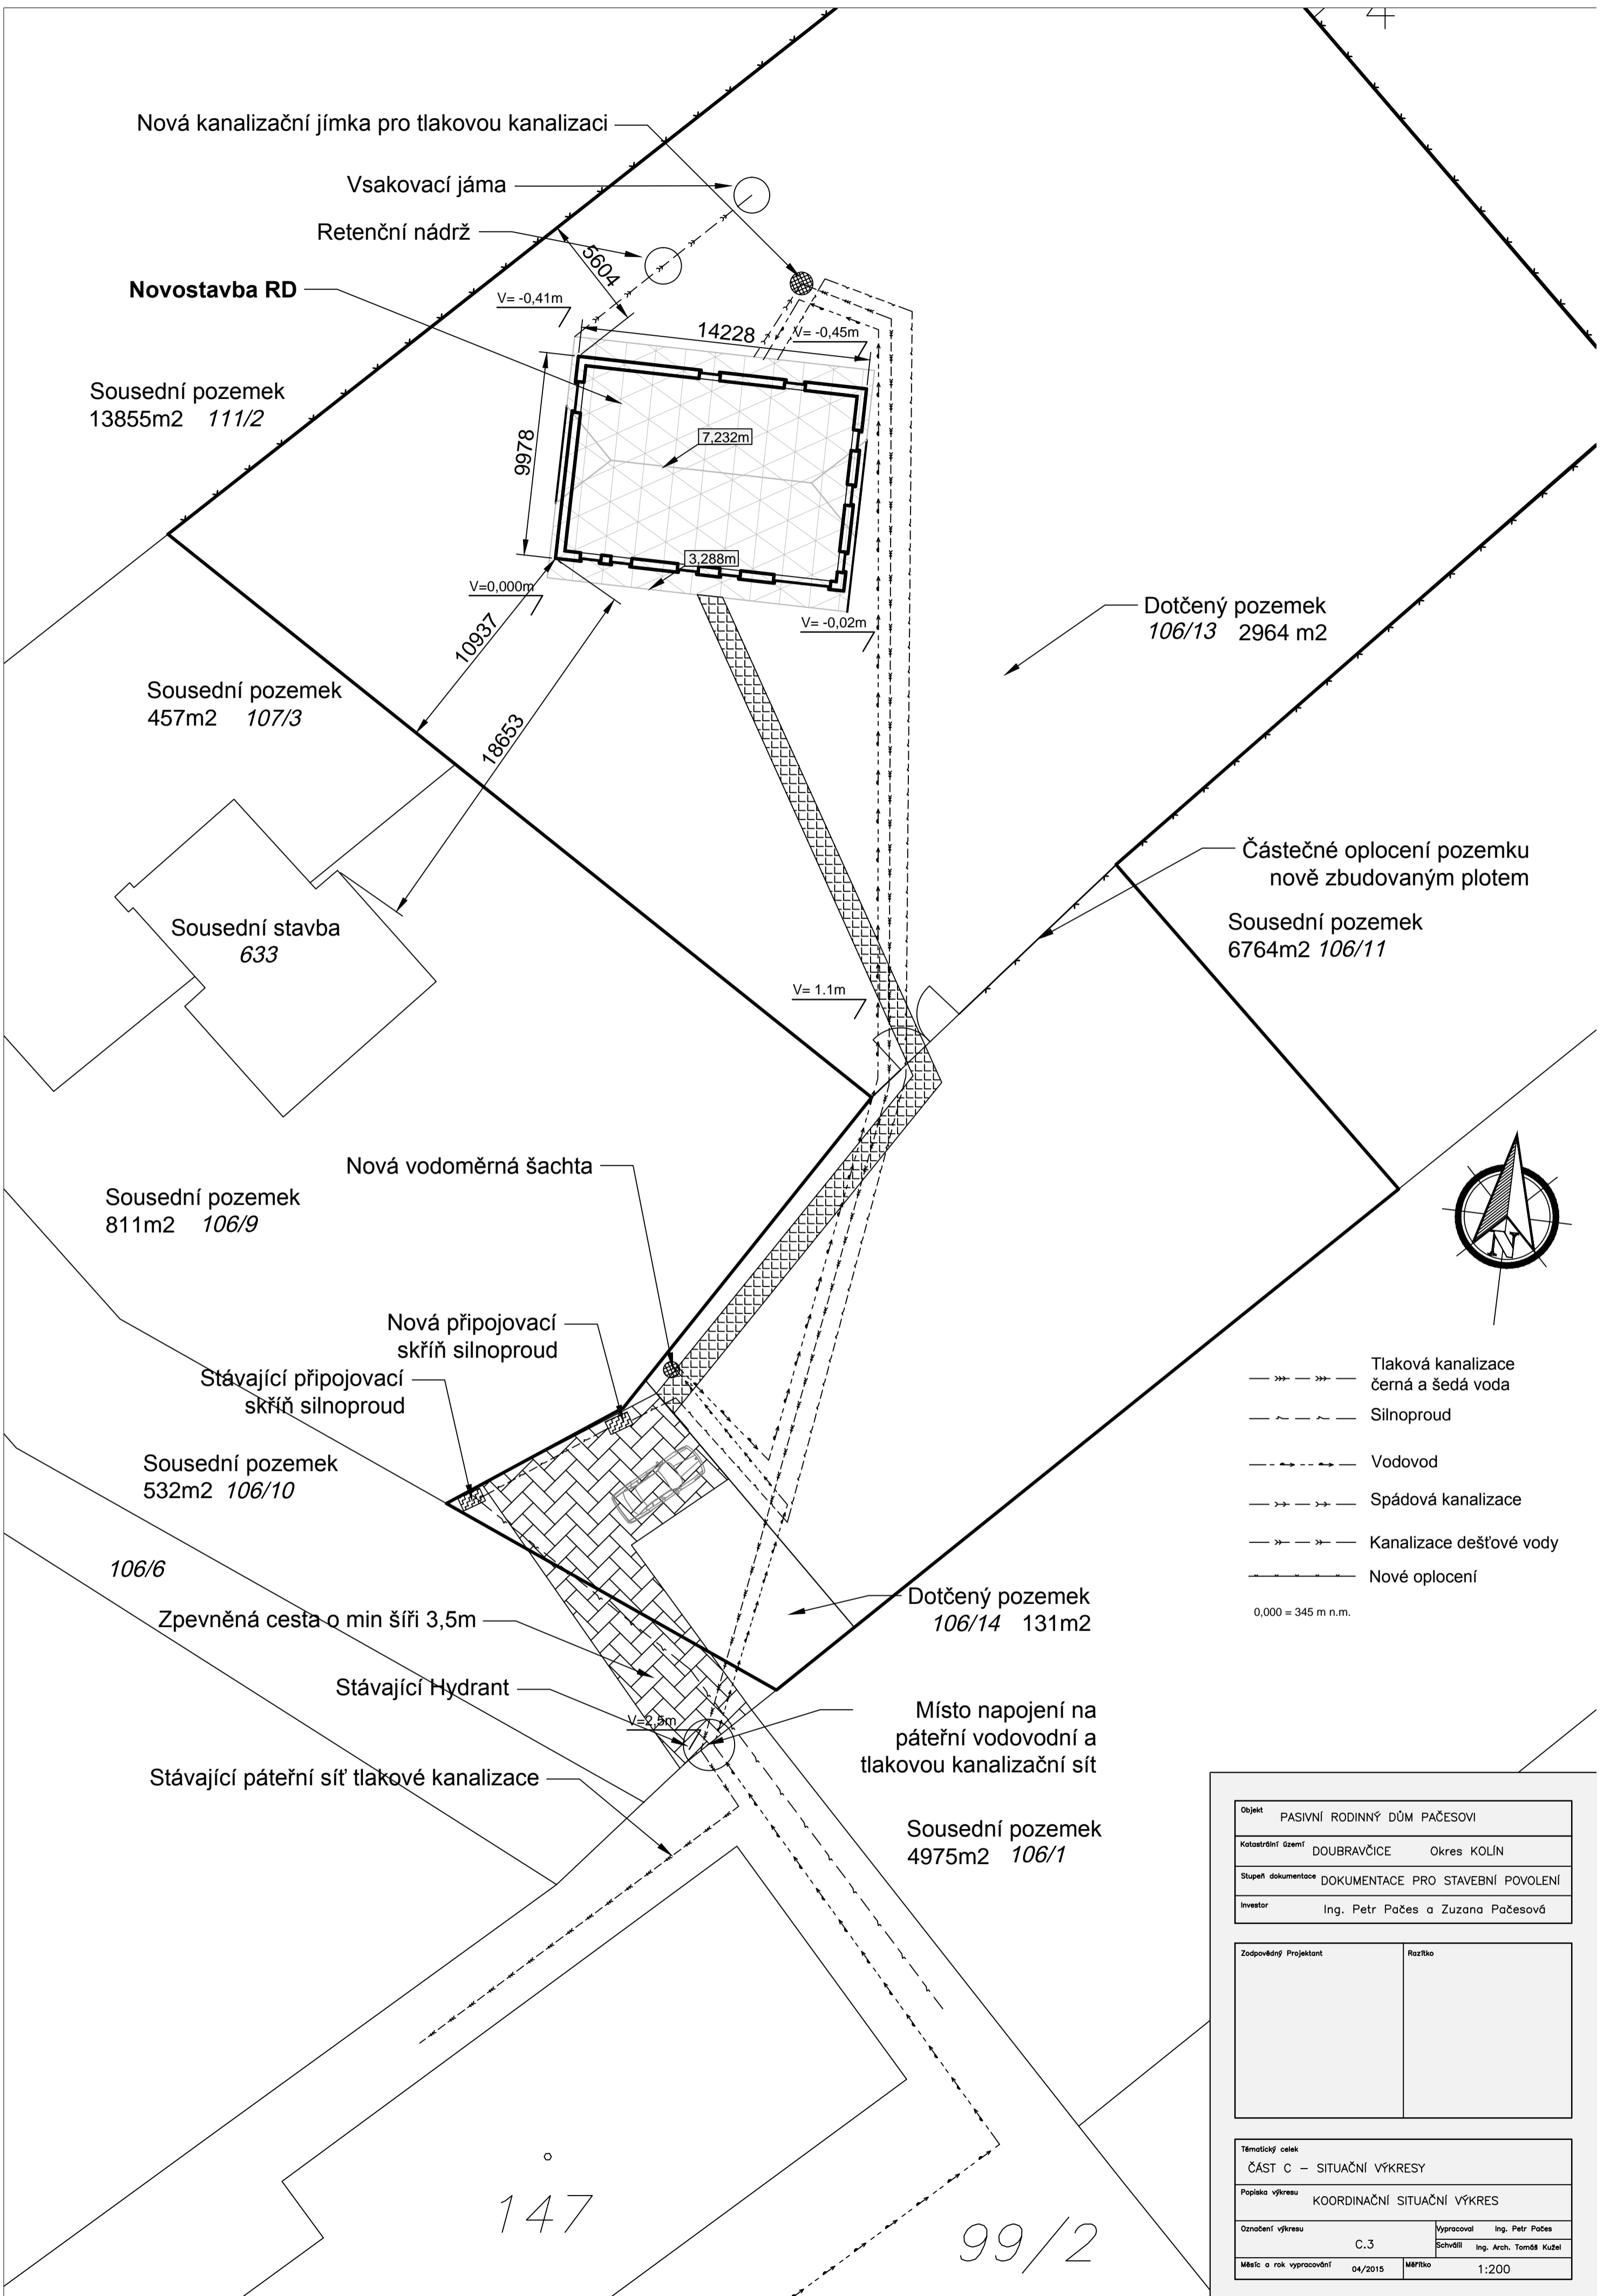 4
Nová kanalizační jímka pro tlakovou kanalizaci
Vsakovací jáma
Retenční nádrž
5604
Novostavba RD
V= -0,41m
14228
V= -0,45m
Sousední pozemek
13855m2 111/2
9978
7,232m
3,288m
V=0,000m
V= -0,02m
Dotčený pozemek
106/13 2964 m2
10937
Sousední pozemek
457m2 107/3
18653
Částečné oplocení pozemku
nově zbudovaným plotem
Sousední pozemek
6764m2 106/11
Sousední stavba
633
V= 1.1m
Nová vodoměrná šachta
Sousední pozemek
811m2 106/9
N
Nová připojovací
skříň silnoproud
Stávající připojovací
skříň silnoproud
Tlaková kanalizace
černá a šedá voda
Silnoproud
Vodovod
Spádová kanalizace
Kanalizace dešťové vody
Nové oplocení
0,000 = 345 m n.m.
Sousední pozemek
532m2 106/10
106/6
Dotčený pozemek
106/14 131m2
Zpevněná cesta o min šíři 3,5m
Stávající Hydrant
V=2,5m
Místo napojení na
páteřní vodovodní a
tlakovou kanalizační sít
Stávající páteřní síť tlakové kanalizace
Sousední pozemek
4975m2 106/1
147
99/2
Objekt PASIVNÍ RODINNÝ DŮM PAČESOVI
Katastrální území DOUBRAVČICE Okres KOLÍN
Stupeň dokumentace DOKUMENTACE PRO STAVEBNÍ POVOLENÍ
Investor Ing. Petr Pačes a Zuzana Pačesová
Zodpovědný Projektant Razítko
Tématický celek
ČÁST C – SITUAČNÍ VÝKRESY
Popiska výkresu KOORDINAČNÍ SITUAČNÍ VÝKRES
Označení výkresu C.3 Vypracoval Ing. Petr Pačes
Schválil Ing. Arch. Tomáš Kužel
Měsíc a rok vypracování 04/2015 Měřítko 1:200